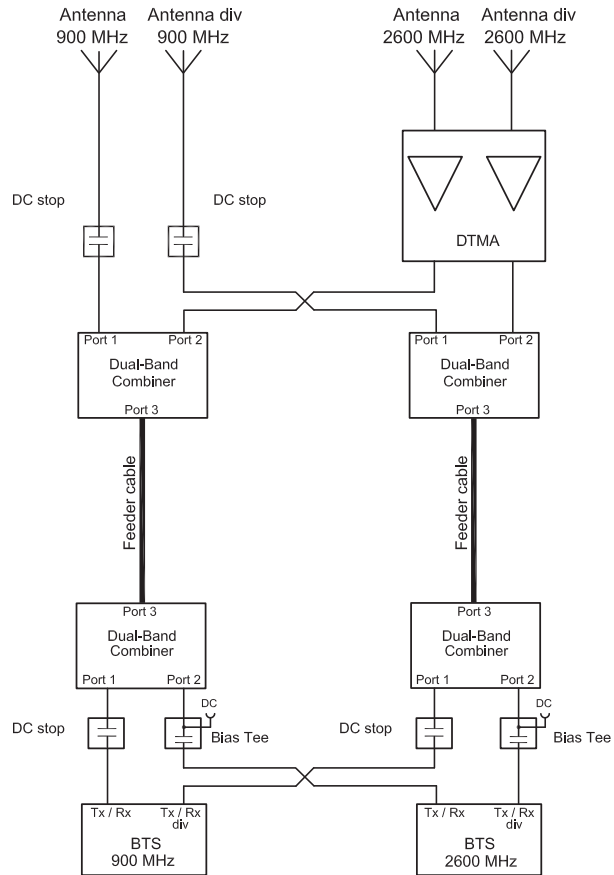 Antenna
900 MHz
Antenna div
900 MHz
Antenna
2600 MHz
Antenna div
2600 MHz
DC stop
DC stop
DTMA
Port 1
Port 2
Dual-Band
Combiner
Port 3
Port 1
Port 2
Dual-Band
Combiner
Port 3
Feeder cable
Feeder cable
Port 3
Dual-Band
Combiner
Port 1
Port 2
Port 3
Dual-Band
Combiner
Port 1
Port 2
DC stop
DC
Bias Tee
DC stop
DC
Bias Tee
Tx / Rx
Tx / Rx
div
BTS
900 MHz
Tx / Rx
Tx / Rx
div
BTS
2600 MHz